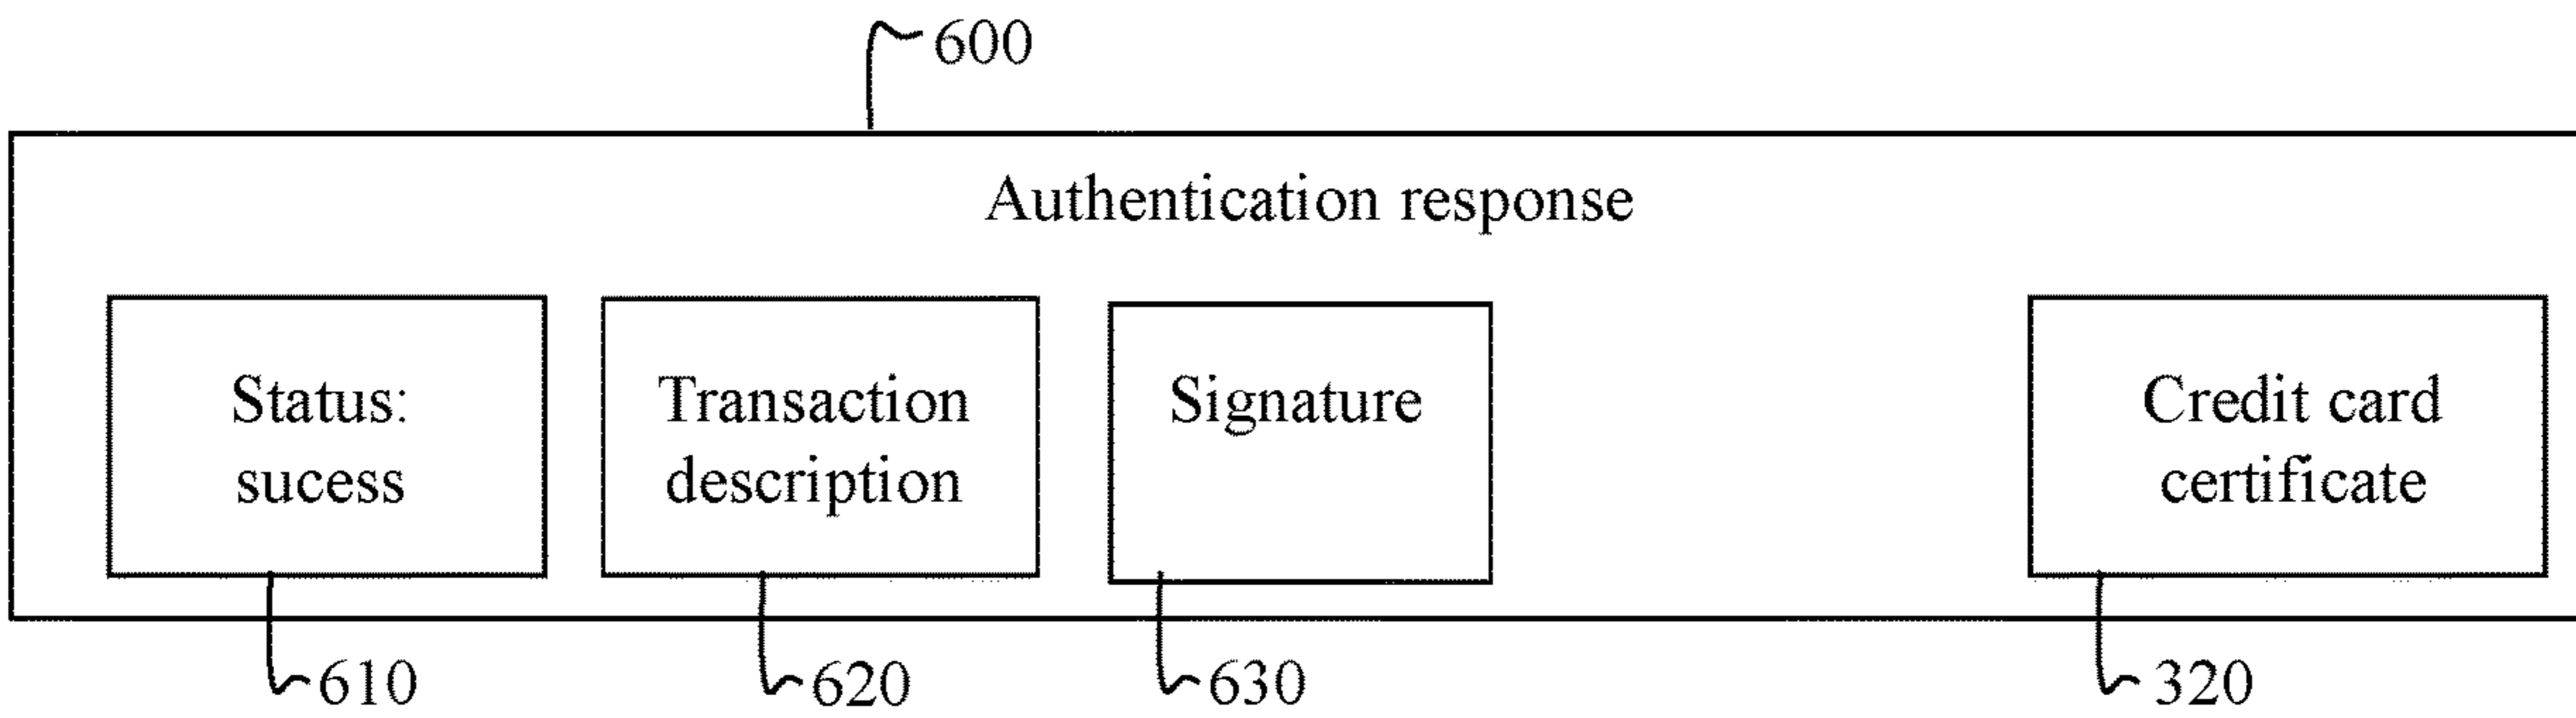 600
Authentication response
Status:
sucess
Transaction
description
Signature
Credit card
certificate
610
620
630
320